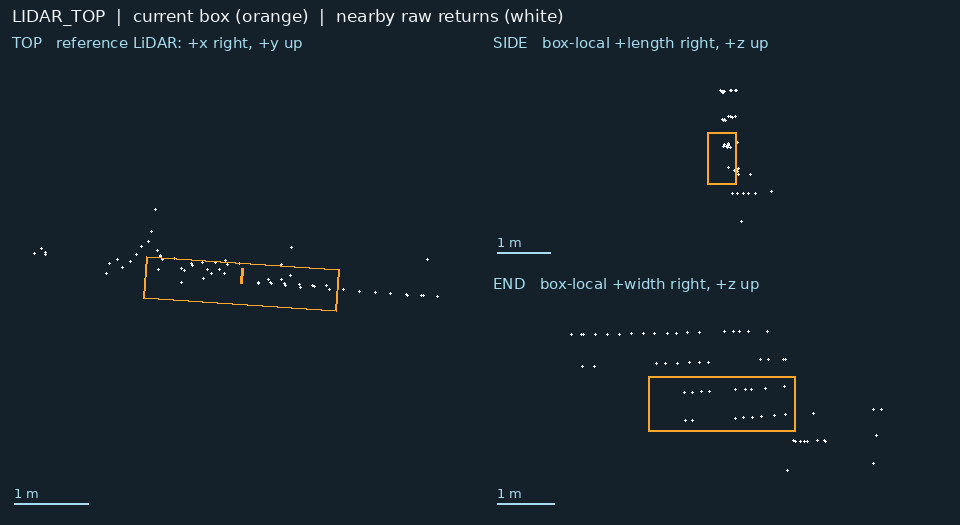 LIDAR_TOP | current box (orange) | nearby raw returns (white)
TOP reference LiDAR: +x right, +y up
SIDE box-local +length right, +z up
1 m
END box-local +width right, +z up
1 m
1 m